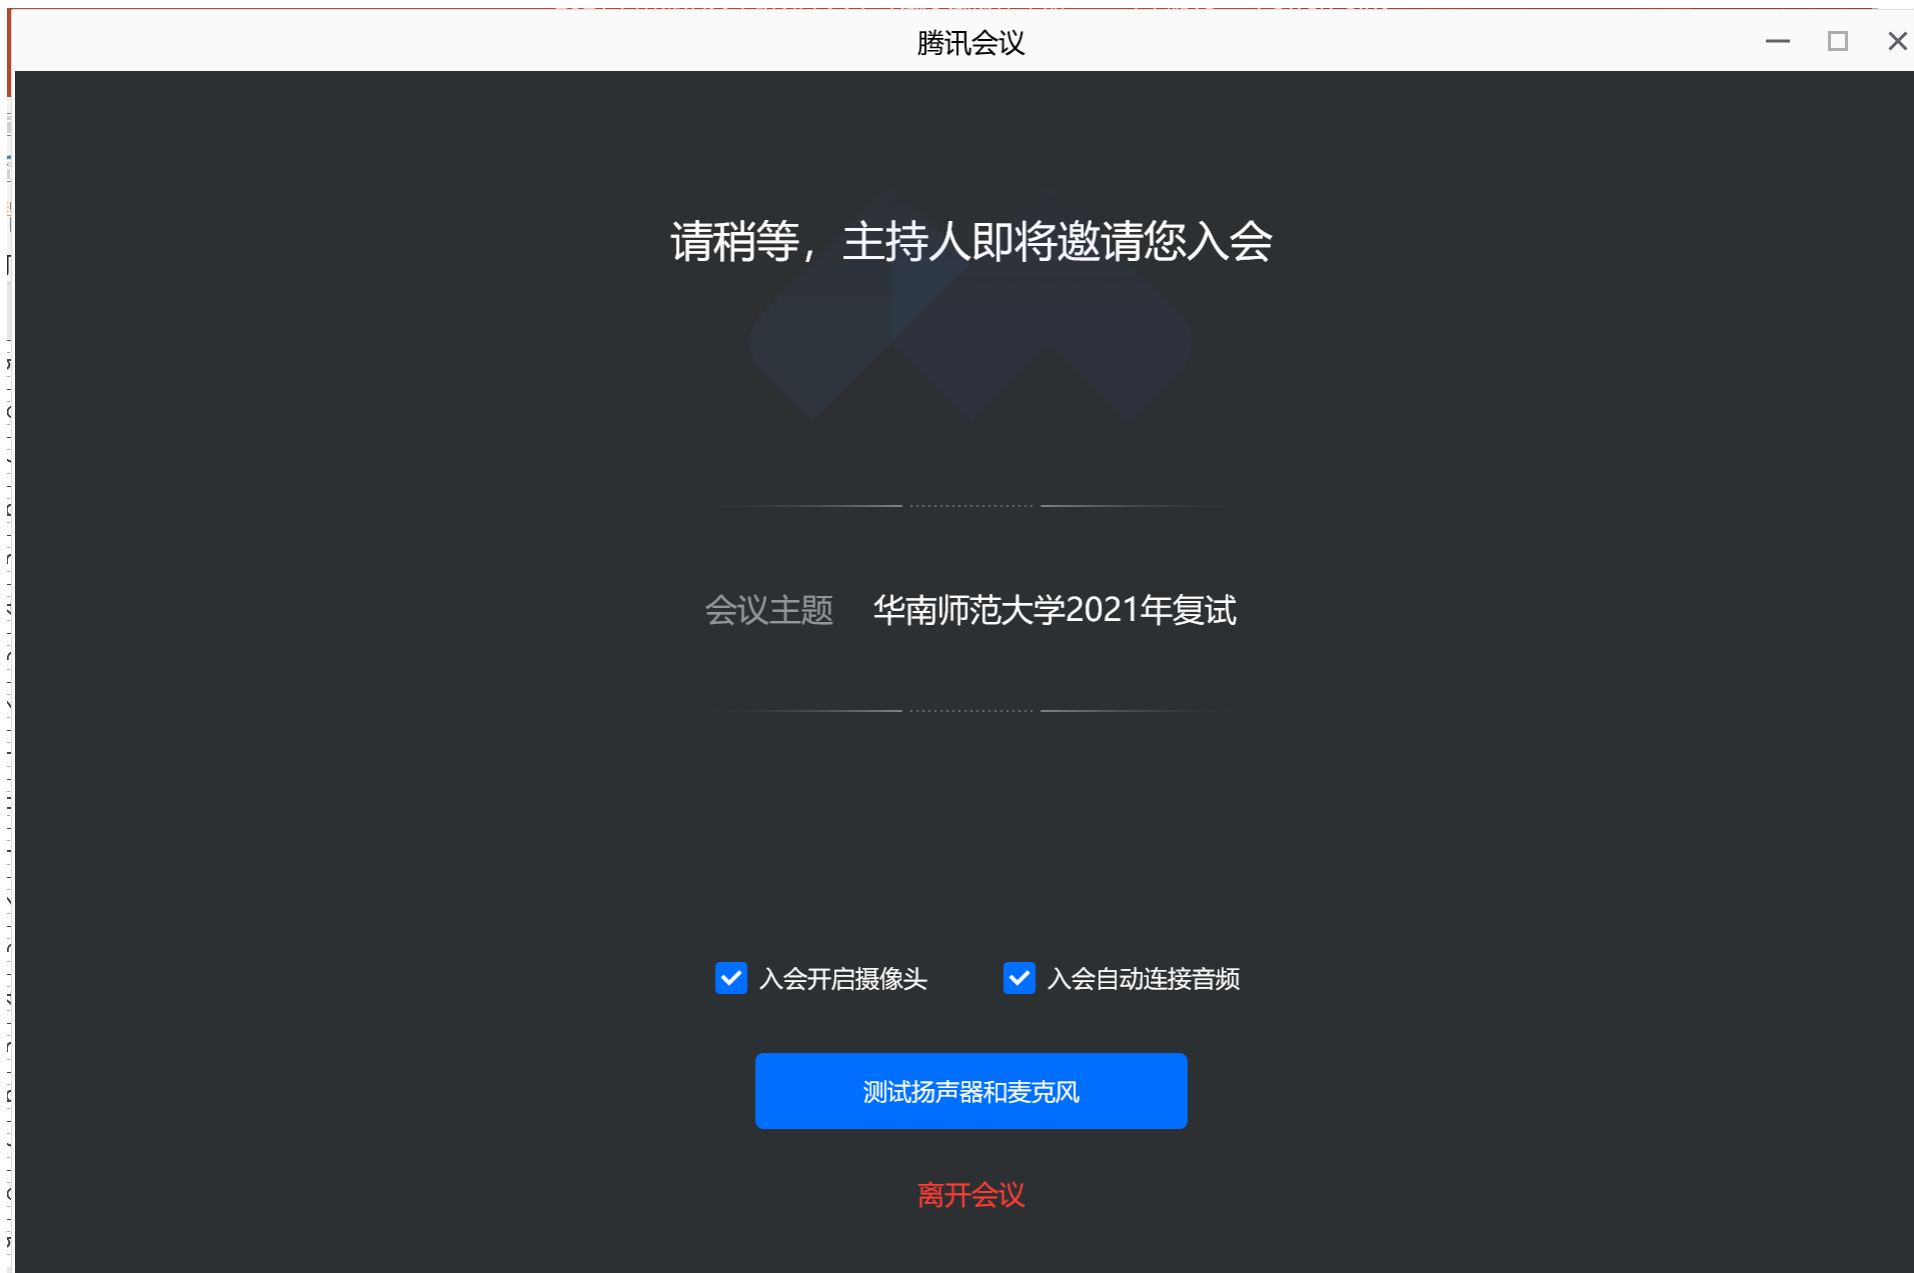 腾讯会议
请稍等，主持人即将邀请您入会
会议主题 华南师范大学2021年复试
入会开启摄像头 入会自动连接音频
测试扬声器和麦克风
离开会议